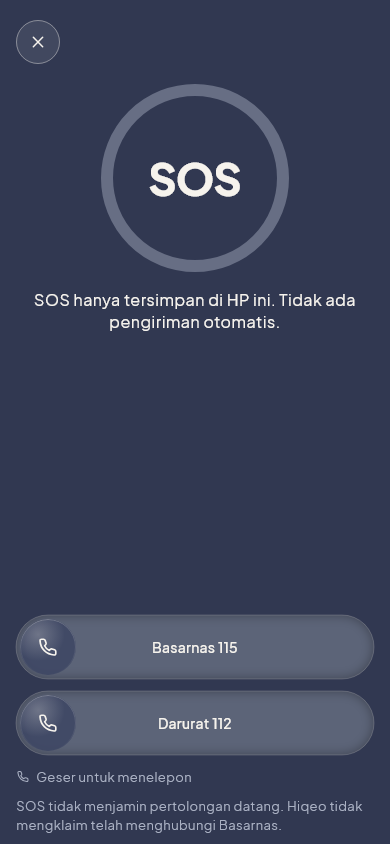 SOS
SOS hanya tersimpan di HP ini. Tidak ada
pengiriman otomatis.
Basarnas 115
Darurat 112
Geser untuk menelepon
SOS tidak menjamin pertolongan datang. Hiqeo tidak
mengklaim telah menghubungi Basarnas.